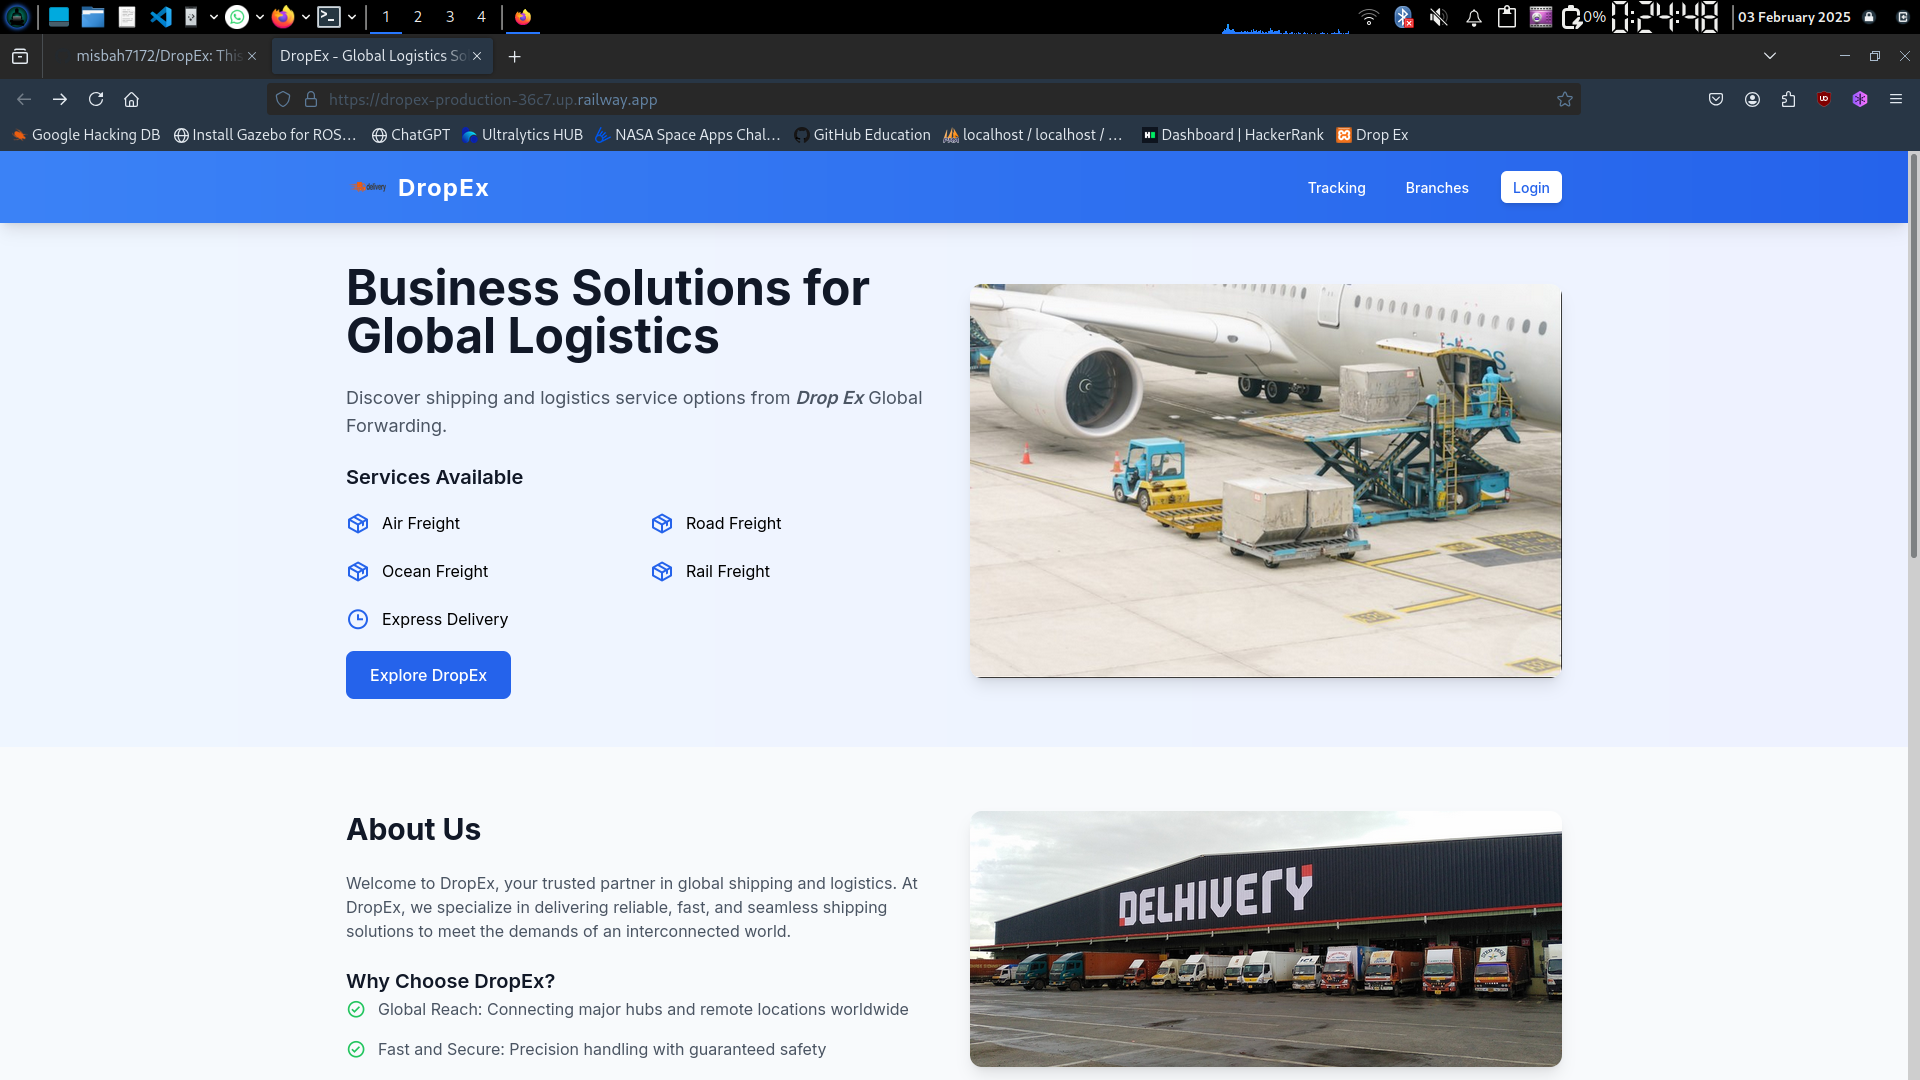 1 2 3 4
0%
0:24:48
03 February 2025
misbah7172/DropEx: This
DropEx - Global Logistics So
https://dropex-production-36c7.up.railway.app
Google Hacking DB
Install Gazebo for ROS...
ChatGPT
Ultralytics HUB
NASA Space Apps Chal...
GitHub Education
localhost / localhost / ...
Dashboard | HackerRank
Drop Ex
delivery
DropEx
Tracking
Branches
Login
Business Solutions for
Global Logistics
Discover shipping and logistics service options from Drop Ex Global
Forwarding.
Services Available
Air Freight
Road Freight
Ocean Freight
Rail Freight
Express Delivery
Explore DropEx
About Us
Welcome to DropEx, your trusted partner in global shipping and logistics. At
DropEx, we specialize in delivering reliable, fast, and seamless shipping
solutions to meet the demands of an interconnected world.
Why Choose DropEx?
Global Reach: Connecting major hubs and remote locations worldwide
Fast and Secure: Precision handling with guaranteed safety
DELHIVERY